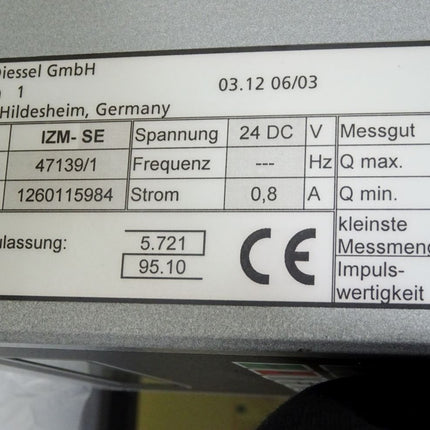 Diessel GmbH
1 03.12 06/03
Hildesheim, Germany
IZM- SE Spannung 24 DC V Messgut
47139/1 Frequenz --- Hz Q max.
1260115984 Strom 0,8 A Q min.
ulassung: 5.721 CE kleinste
Messmeng
95.10 Impuls-
wertigkeit